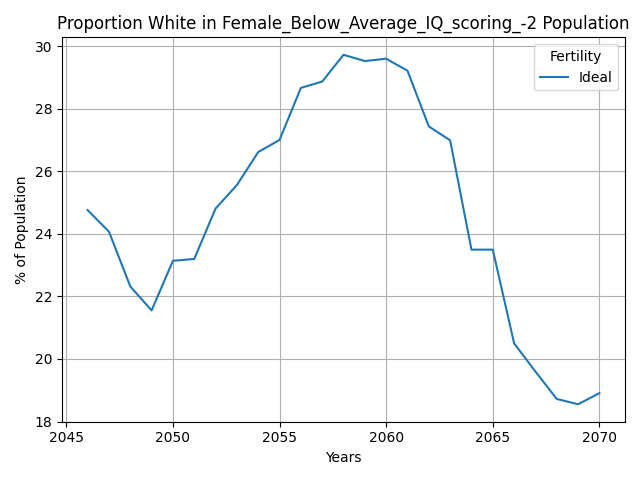 Proportion White in Female_Below_Average_IQ_scoring_-2 Population
Fertility
Ideal
% of Population
30
28
26
24
22
20
18
2045 2050 2055 2060 2065 2070
Years